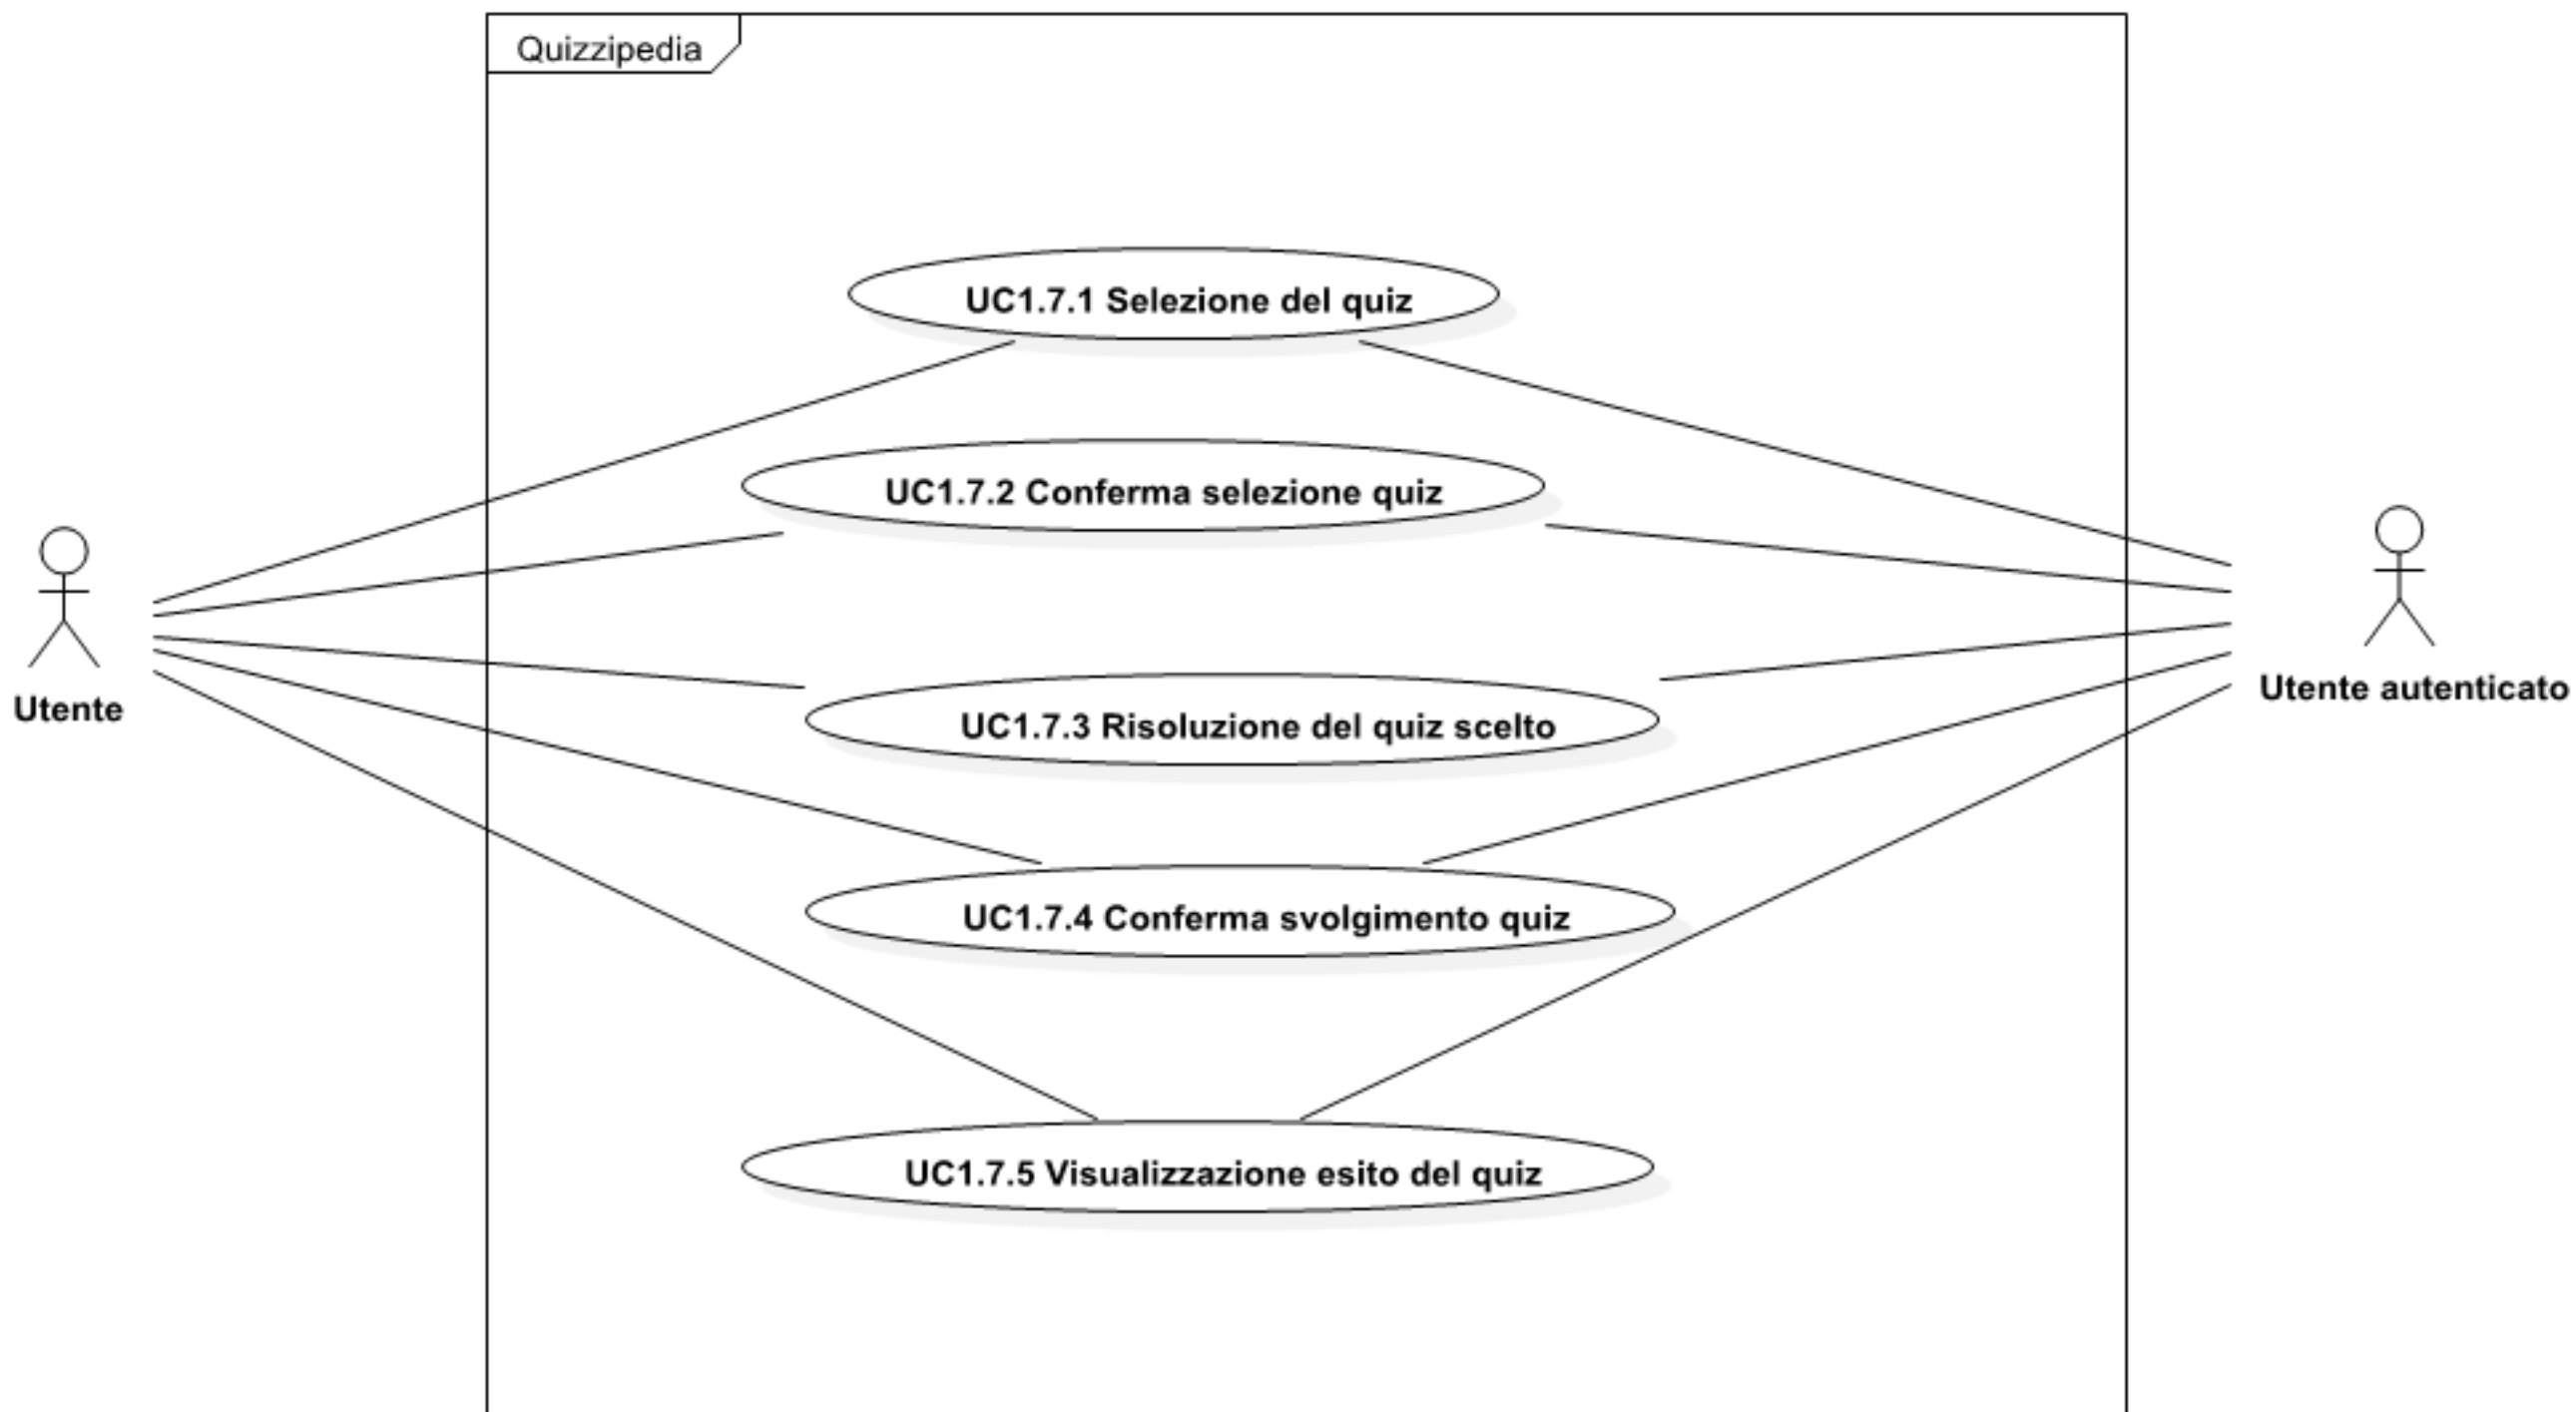 Quizzipedia
UC1.7.1 Selezione del quiz
UC1.7.2 Conferma selezione quiz
Utente
Utente autenticato
UC1.7.3 Risoluzione del quiz scelto
UC1.7.4 Conferma svolgimento quiz
UC1.7.5 Visualizzazione esito del quiz